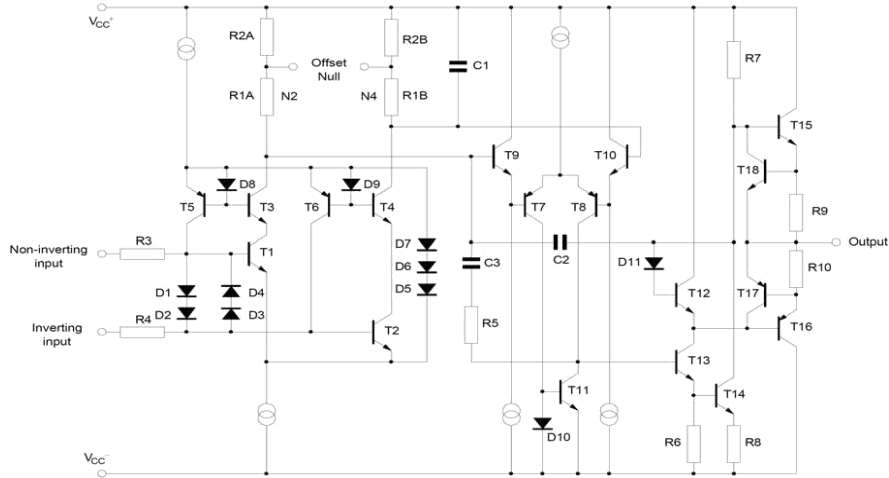 VCC+
R2A
R2B
Offset
Null
C1
R7
R1A
N2
N4
R1B
T15
T9
T10
T18
D8
D9
T5
T3
T6
T4
T7
T8
R9
Non-inverting
input
R3
T1
D7
Output
C3
C2
D11
R10
D6
D1
D4
D5
T12
T17
D2
D3
Inverting
input
R4
T2
R5
T16
T13
T11
T14
D10
R6
R8
VCC−